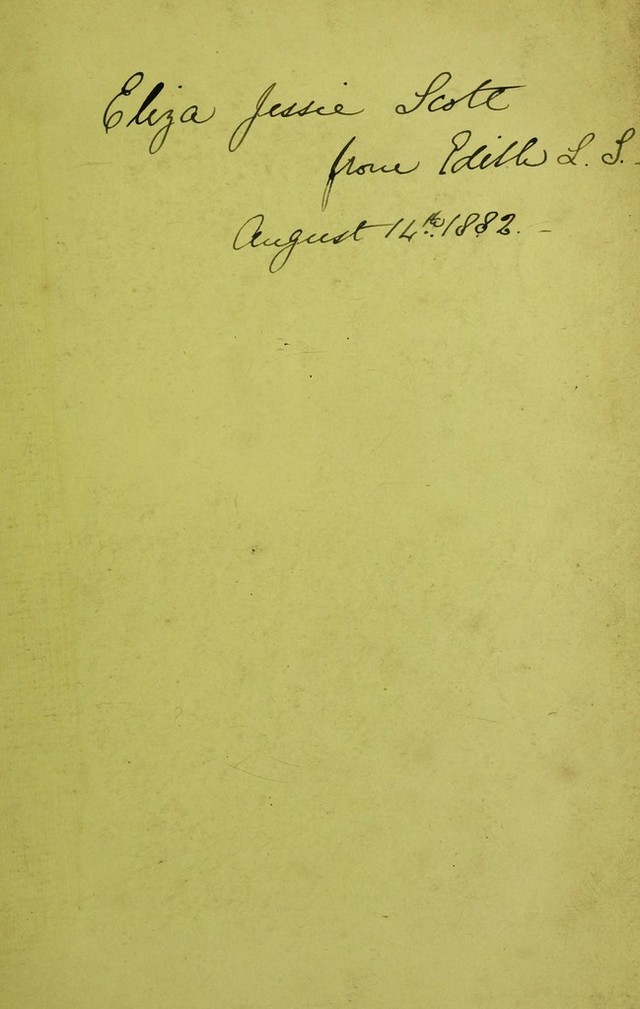 Eliza Jessie Scott
from Edith L. S. -
August 14th. 1882. -